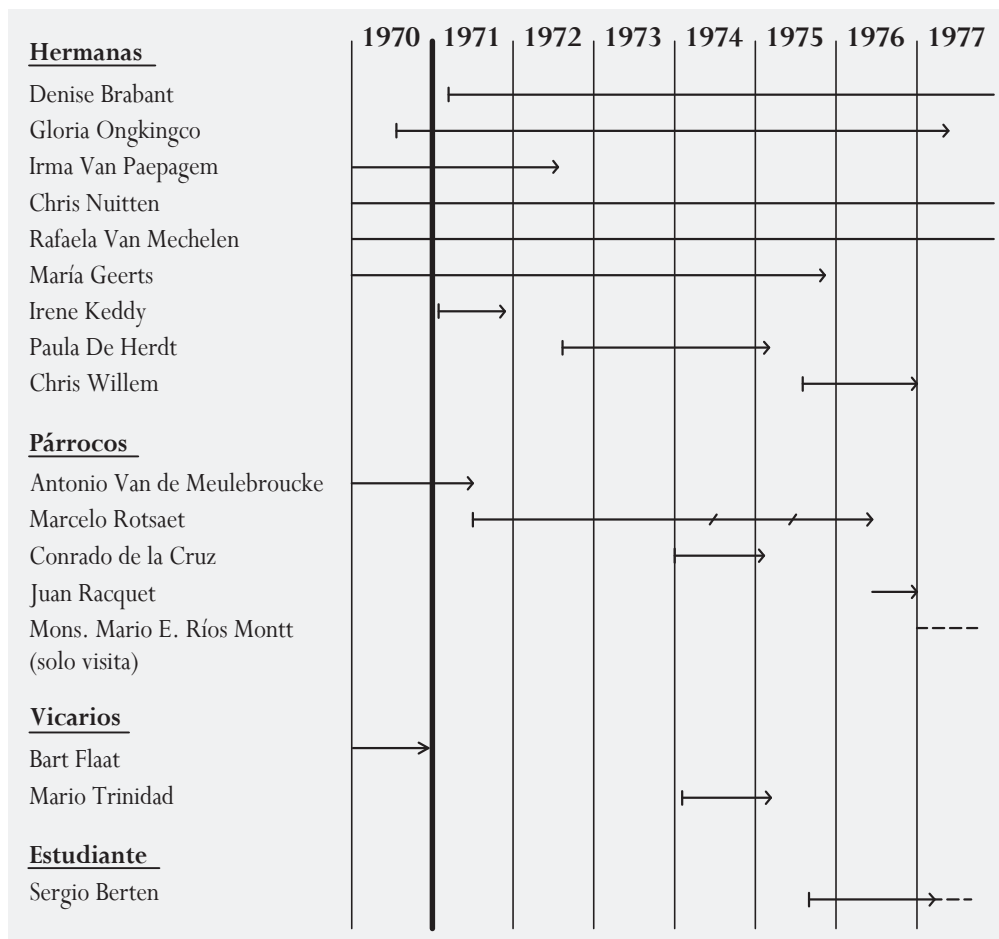 1970 1971 1972 1973 1974 1975 1976 1977
Hermanas
Denise Brabant
Gloria Ongkingco
Irma Van Paepagem
Chris Nuitten
Rafaela Van Mechelen
María Geerts
Irene Keddy
Paula De Herdt
Chris Willem
Párrocos
Antonio Van de Meulebroucke
Marcelo Rotsaet
Conrado de la Cruz
Juan Racquet
Mons. Mario E. Ríos Montt
(solo visita)
Vicarios
Bart Flaat
Mario Trinidad
Estudiante
Sergio Berten